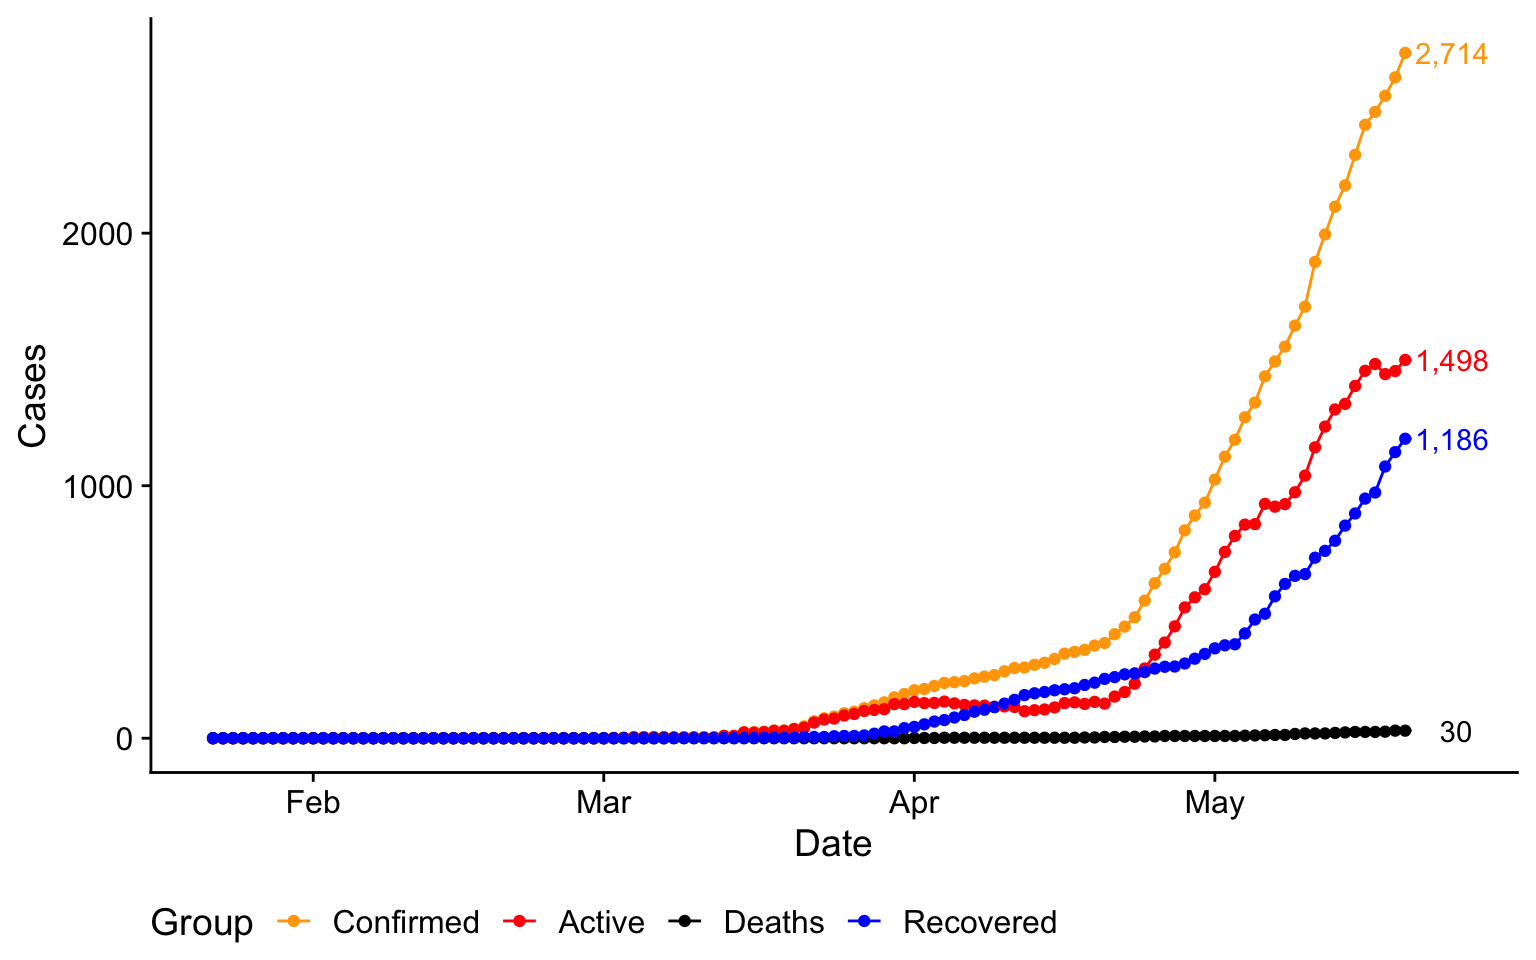 2,714
2000
1,498
Cases
1,186
1000
30
0
Feb Mar Apr May
Date
Group Confirmed Active Deaths Recovered